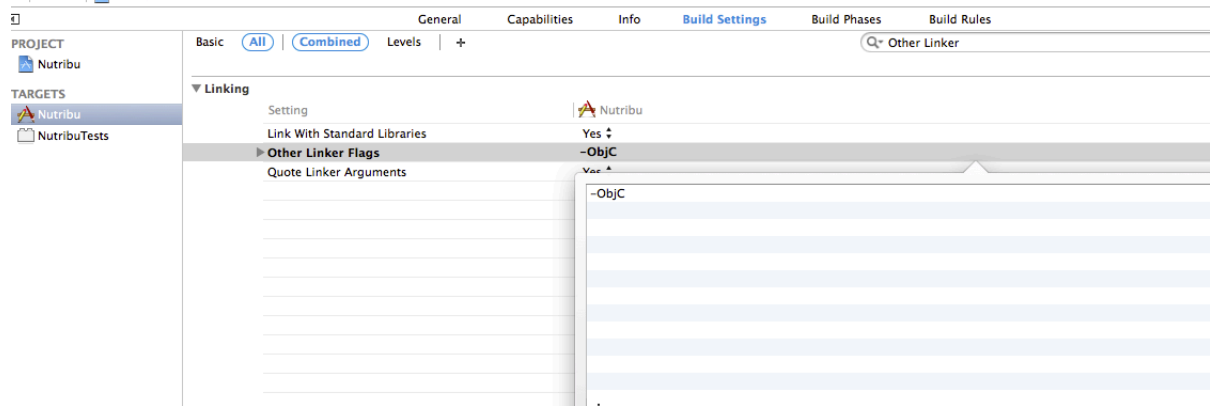 General Capabilities Info Build Settings Build Phases Build Rules
PROJECT
Nutribu
TARGETS
Nutribu
NutribuTests
Basic All Combined Levels +
Other Linker
Linking
Setting Nutribu
Link With Standard Libraries Yes
Other Linker Flags -ObjC
Quote Linker Arguments Yes
-ObjC